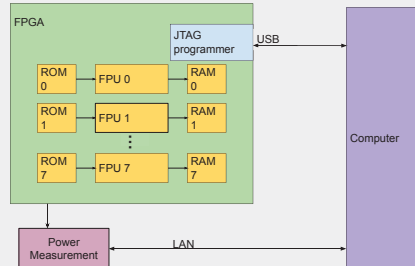 FPGA
JTAG
programmer
USB
ROM
0
FPU 0
RAM
0
ROM
1
FPU 1
RAM
1
ROM
7
FPU 7
RAM
7
Computer
Power
Measurement
LAN